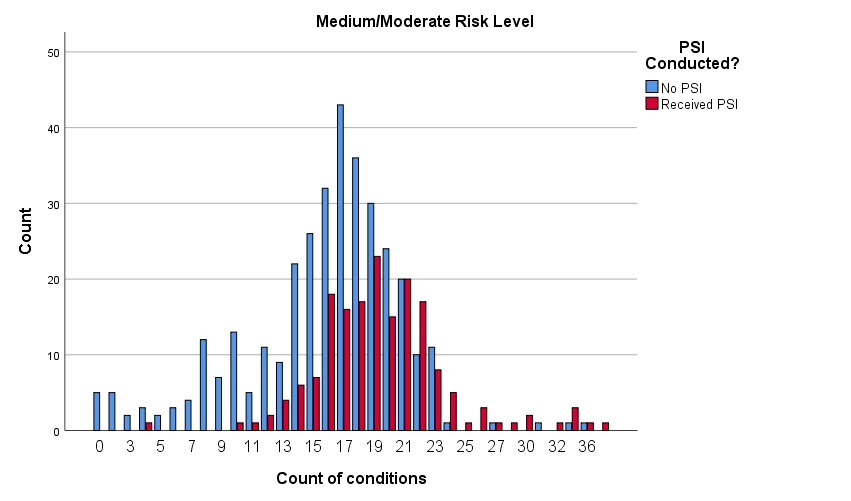 Medium/Moderate Risk Level
PSI
Conducted?
No PSI
Received PSI
50
40
30
20
10
0
Count
0 3 5 7 9 11 13 15 17 19 21 23 25 27 30 32 36
Count of conditions